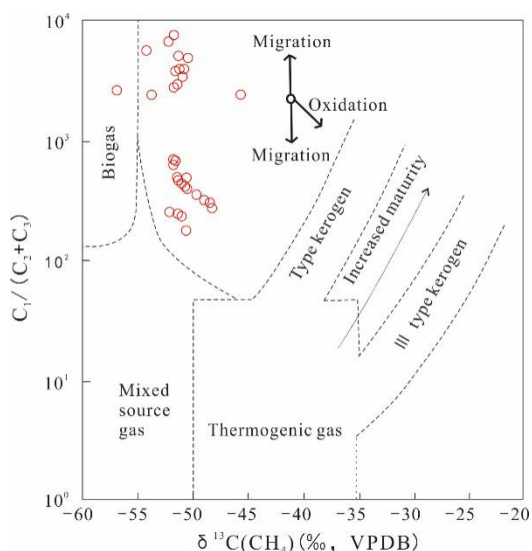 C₁/(C₂+C₃)
10⁴
10³
10²
10¹
10⁰
Biogas
Migration
Oxidation
Migration
Type kerogen
Increased maturity
Ⅲ type kerogen
Mixed
source
gas
Thermogenic gas
−60
−55
−50
−45
−40
−35
−30
−25
−20
δ ¹³C(CH₄)(‰, VPDB)